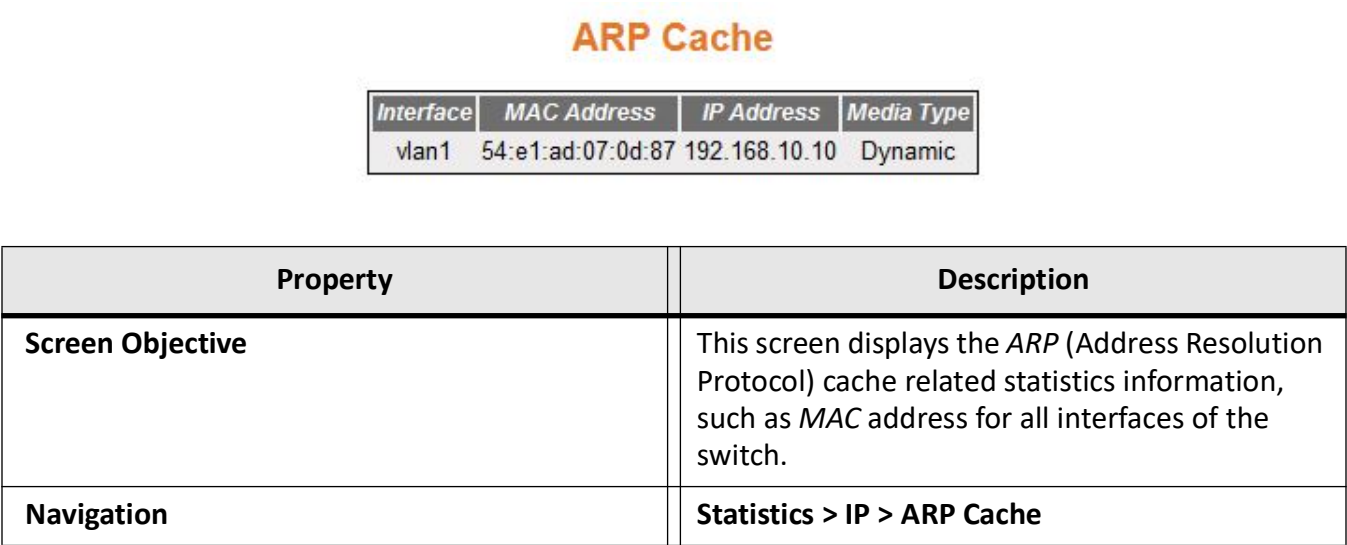 ARP Cache
Interface MAC Address IP Address Media Type
vlan1 54:e1:ad:07:0d:87 192.168.10.10 Dynamic
Property Description
Screen Objective This screen displays the ARP (Address Resolution
Protocol) cache related statistics information,
such as MAC address for all interfaces of the
switch.
Navigation Statistics > IP > ARP Cache